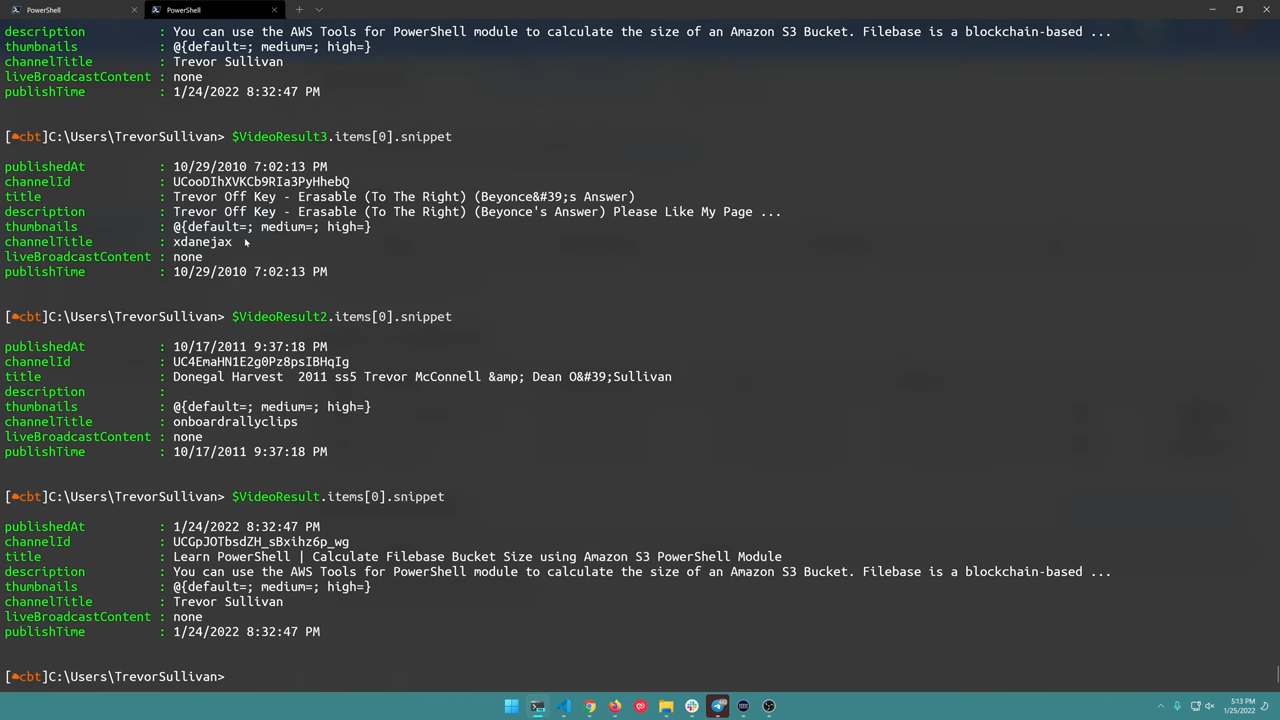 PowerShell
PowerShell
description : You can use the AWS Tools for PowerShell module to calculate the size of an Amazon S3 Bucket. Filebase is a blockchain-based ...
thumbnails : @{default=; medium=; high=}
channelTitle : Trevor Sullivan
liveBroadcastContent : none
publishTime : 1/24/2022 8:32:47 PM
[cbt]C:\Users\TrevorSullivan> $VideoResult3.items[0].snippet
publishedAt : 10/29/2010 7:02:13 PM
channelId : UCooDIhXVKCb9RIa3PyHhebQ
title : Trevor Off Key - Erasable (To The Right) (Beyonce&#39;s Answer)
description : Trevor Off Key - Erasable (To The Right) (Beyonce's Answer) Please Like My Page ...
thumbnails : @{default=; medium=; high=}
channelTitle : xdanejax
liveBroadcastContent : none
publishTime : 10/29/2010 7:02:13 PM
[cbt]C:\Users\TrevorSullivan> $VideoResult2.items[0].snippet
publishedAt : 10/17/2011 9:37:18 PM
channelId : UC4EmaHN1E2g0Pz8psIBHqIg
title : Donegal Harvest  2011 ss5 Trevor McConnell &amp; Dean O&#39;Sullivan
description :
thumbnails : @{default=; medium=; high=}
channelTitle : onboardrallyclips
liveBroadcastContent : none
publishTime : 10/17/2011 9:37:18 PM
[cbt]C:\Users\TrevorSullivan> $VideoResult.items[0].snippet
publishedAt : 1/24/2022 8:32:47 PM
channelId : UCGpJOTbsdZH_sBxihz6p_wg
title : Learn PowerShell | Calculate Filebase Bucket Size using Amazon S3 PowerShell Module
description : You can use the AWS Tools for PowerShell module to calculate the size of an Amazon S3 Bucket. Filebase is a blockchain-based ...
thumbnails : @{default=; medium=; high=}
channelTitle : Trevor Sullivan
liveBroadcastContent : none
publishTime : 1/24/2022 8:32:47 PM
[cbt]C:\Users\TrevorSullivan>
5:13 PM
1/25/2022